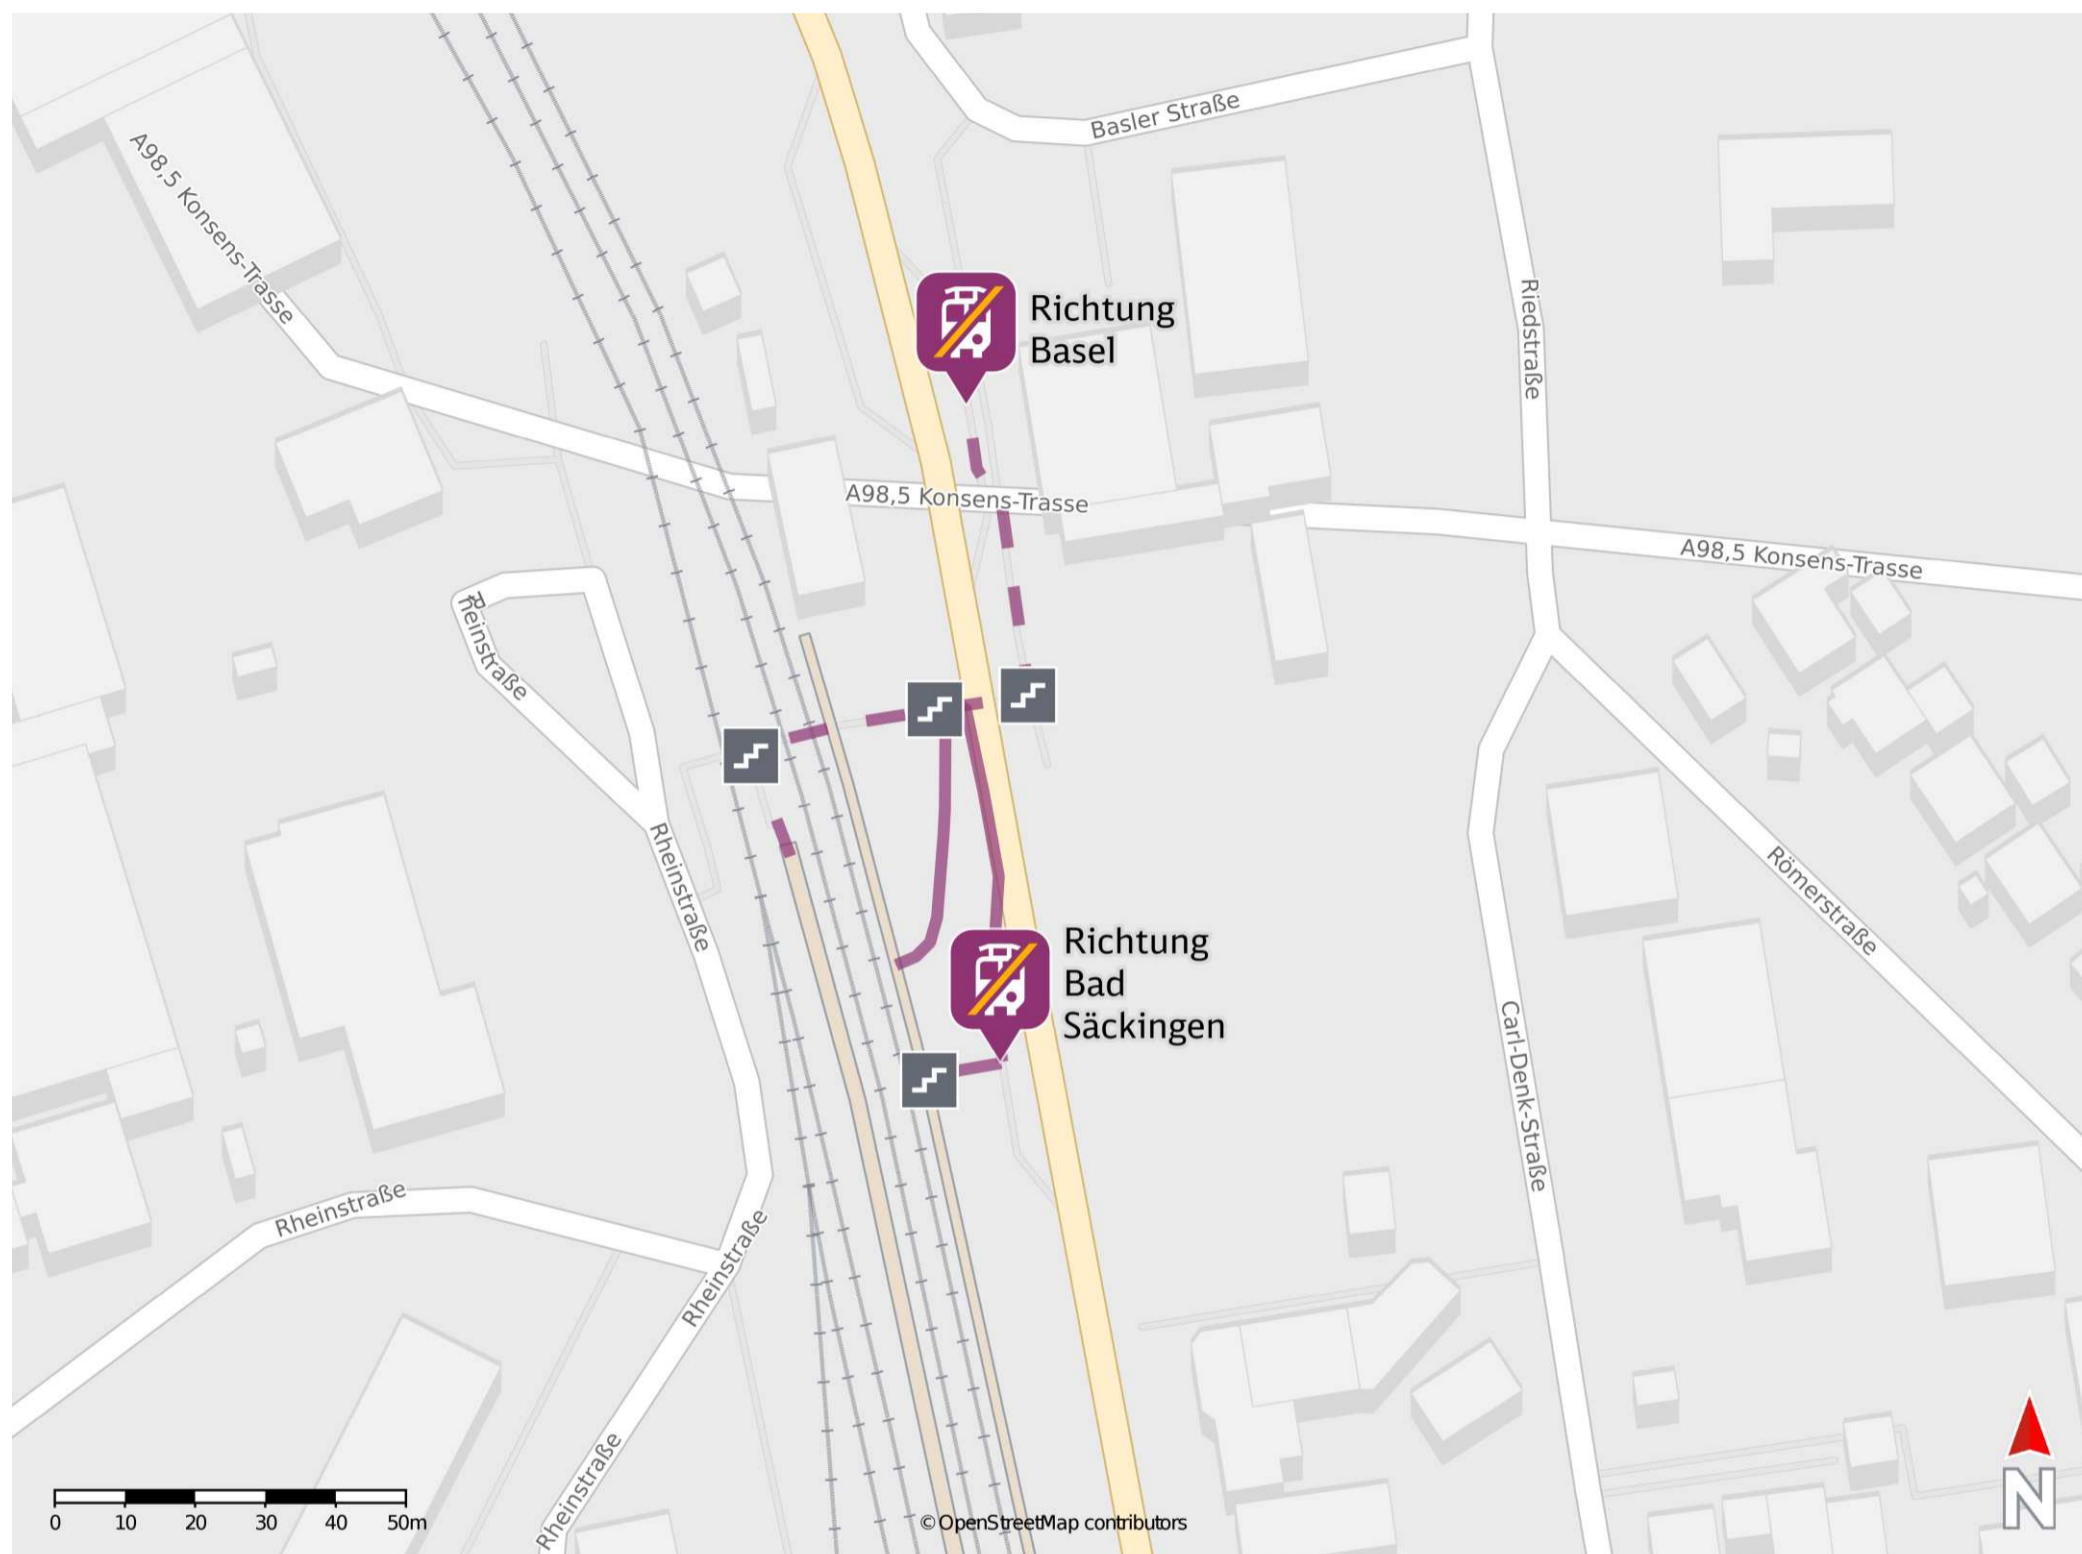 Basler Straße
A98,5 Konsens-Trasse
Richtung
Basel
Riedstraße
A98,5 Konsens-Trasse
A98,5 Konsens-Trasse
Rheinstraße
Rheinstraße
Römerstraße
Richtung
Bad
Säckingen
Carl-Denk-Straße
Rheinstraße
Rheinstraße
Rheinstraße
0 10 20 30 40 50m
© OpenStreetMap contributors
N